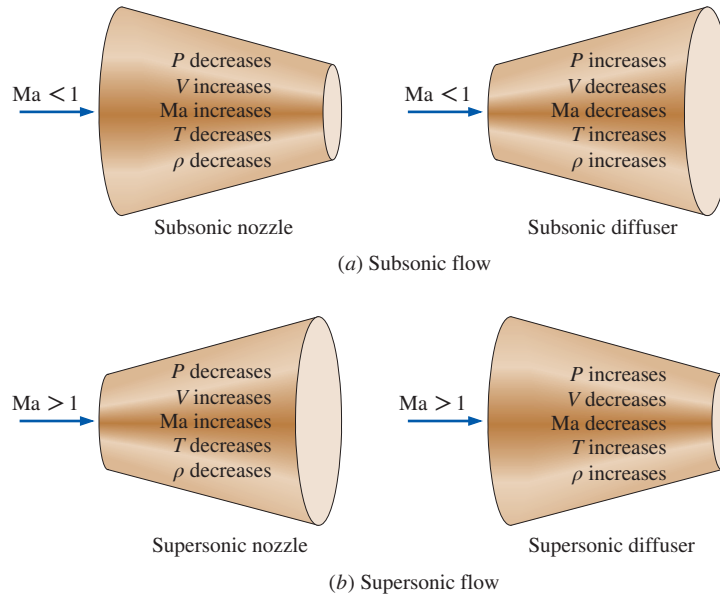 P decreases
V increases
Ma < 1
Ma increases
T decreases
ρ decreases
Subsonic nozzle
P increases
V decreases
Ma < 1
Ma decreases
T increases
ρ increases
Subsonic diffuser
(a) Subsonic flow
P decreases
V increases
Ma > 1
Ma increases
T decreases
ρ decreases
Supersonic nozzle
P increases
V decreases
Ma > 1
Ma decreases
T increases
ρ increases
Supersonic diffuser
(b) Supersonic flow